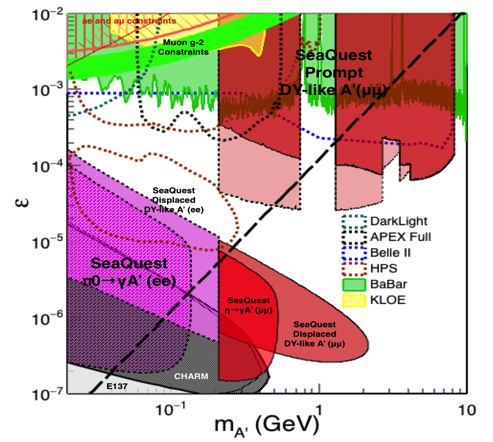 10⁻²
ae and aμ constraints
Muon g-2
Constraints
SeaQuest
Prompt
DY-like A'(μμ)
10⁻³
10⁻⁴
SeaQuest
Displaced
DY-like A' (ee)
ε
DarkLight
APEX Full
Belle II
HPS
BaBar
KLOE
10⁻⁵
SeaQuest
π0→γA' (ee)
SeaQuest
η→γA' (μμ)
SeaQuest
Displaced
DY-like A' (μμ)
10⁻⁶
CHARM
E137
10⁻⁷
10⁻¹
1
10
m_A' (GeV)